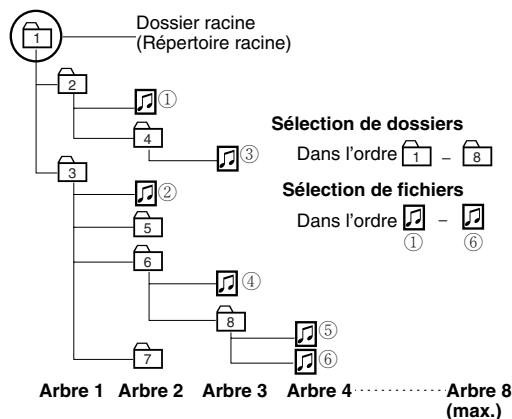 Dossier racine
(Répertoire racine)
1
2
①
4
③
3
②
5
6
④
8
⑤
⑥
7
Sélection de dossiers
Dans l'ordre 1 – 8
Sélection de fichiers
Dans l'ordre –
① ⑥
Arbre 1 Arbre 2 Arbre 3 Arbre 4 ............... Arbre 8
(max.)